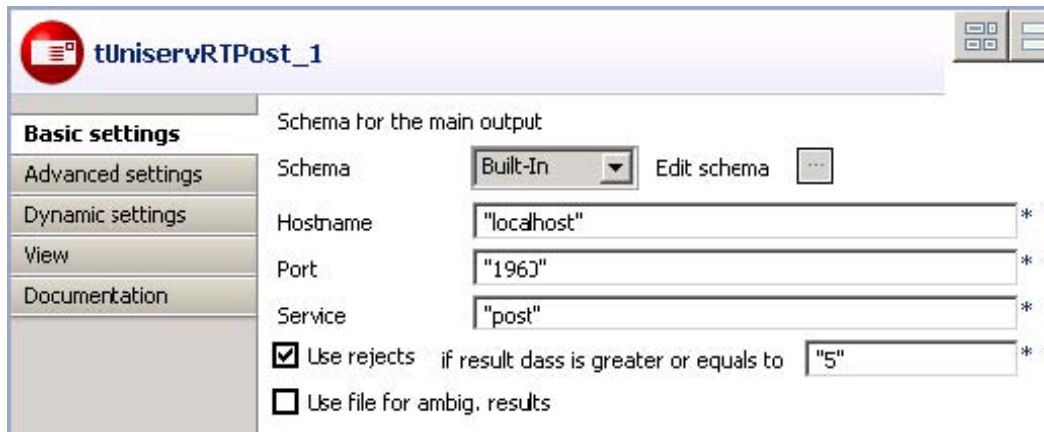 tUniservRTPost_1
Basic settings
Advanced settings
Dynamic settings
View
Documentation
Schema for the main output
Schema Built-In Edit schema ...
Hostname "localhost" *
Port "1960" *
Service "post" *
Use rejects if result class is greater or equals to "5" *
Use file for ambig. results